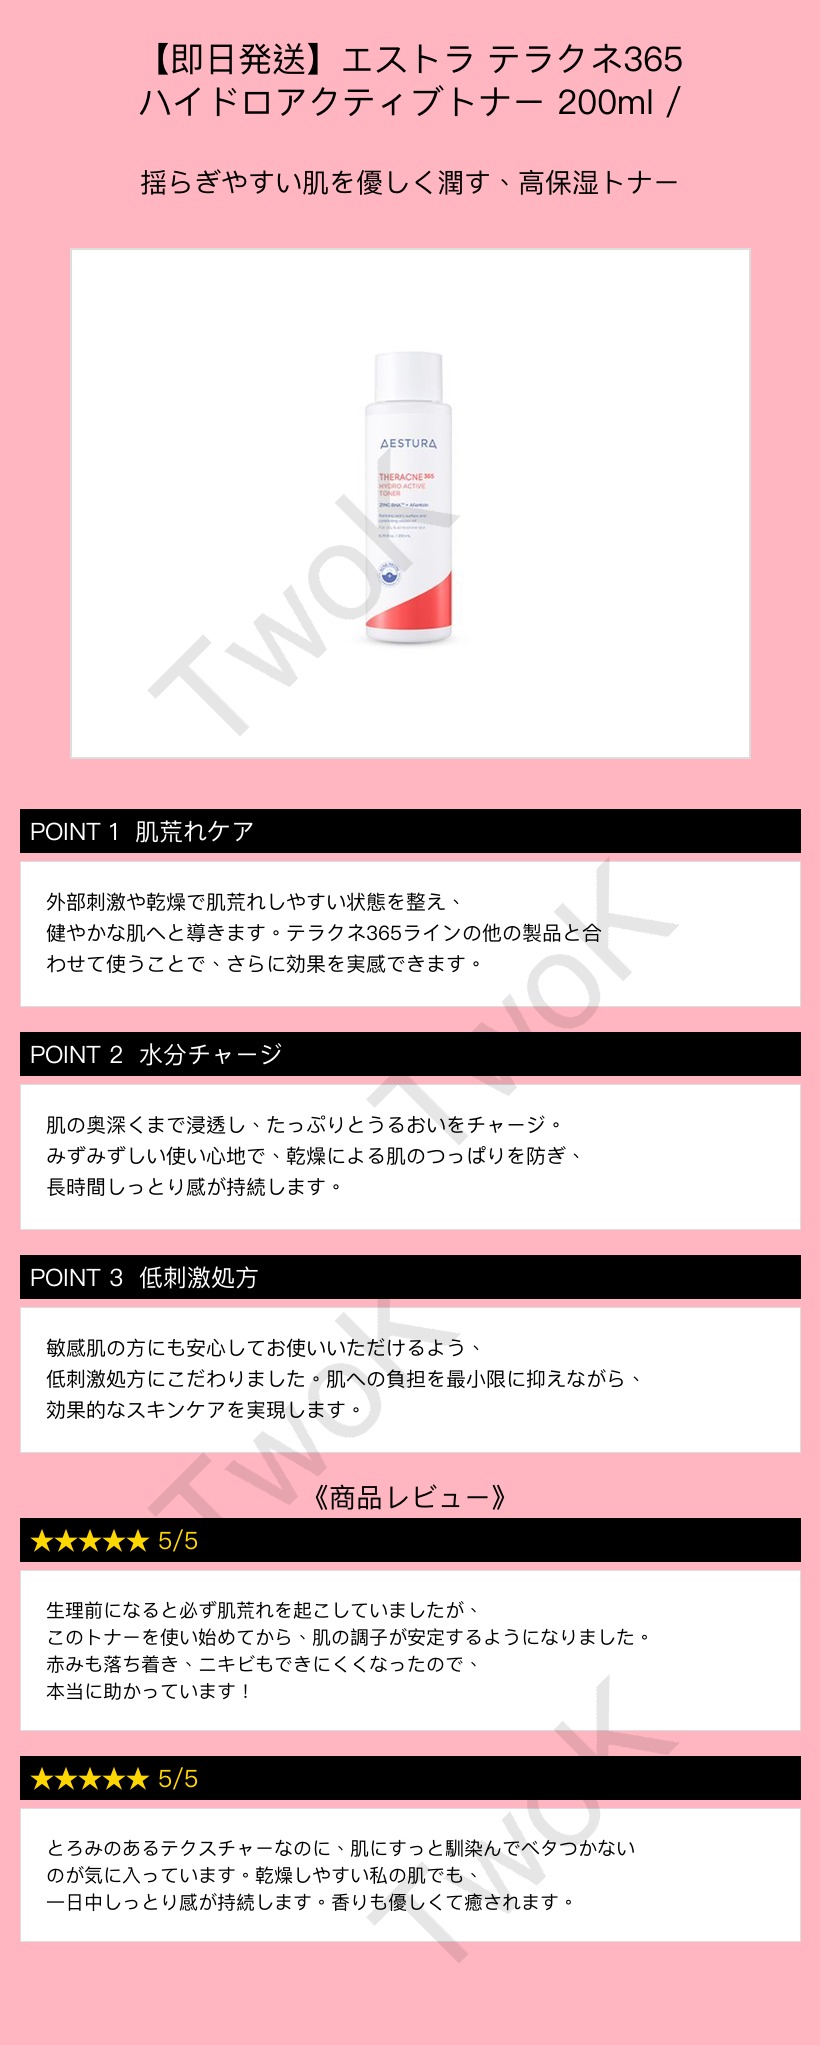 【即日発送】エストラ テラクネ365
ハイドロアクティブトナー 200ml /
揺らぎやすい肌を優しく潤す、高保湿トナー
AESTURA
THERACNE365
HYDRO ACTIVE
TONER
TwoK
POINT 1 肌荒れケア
外部刺激や乾燥で肌荒れしやすい状態を整え、
健やかな肌へと導きます。テラクネ365ラインの他の製品と合
わせて使うことで、さらに効果を実感できます。
TwoK
POINT 2 水分チャージ
肌の奥深くまで浸透し、たっぷりとうるおいをチャージ。
みずみずしい使い心地で、乾燥による肌のつっぱりを防ぎ、
長時間しっとり感が持続します。
POINT 3 低刺激処方
敏感肌の方にも安心してお使いいただけるよう、
低刺激処方にこだわりました。肌への負担を最小限に抑えながら、
効果的なスキンケアを実現します。
TwoK
《商品レビュー》
★★★★★ 5/5
生理前になると必ず肌荒れを起こしていましたが、
このトナーを使い始めてから、肌の調子が安定するようになりました。
赤みも落ち着き、ニキビもできにくくなったので、
本当に助かっています！
★★★★★ 5/5
とろみのあるテクスチャーなのに、肌にすっと馴染んでベタつかない
のが気に入っています。乾燥しやすい私の肌でも、
一日中しっとり感が持続します。香りも優しくて癒されます。
TwoK